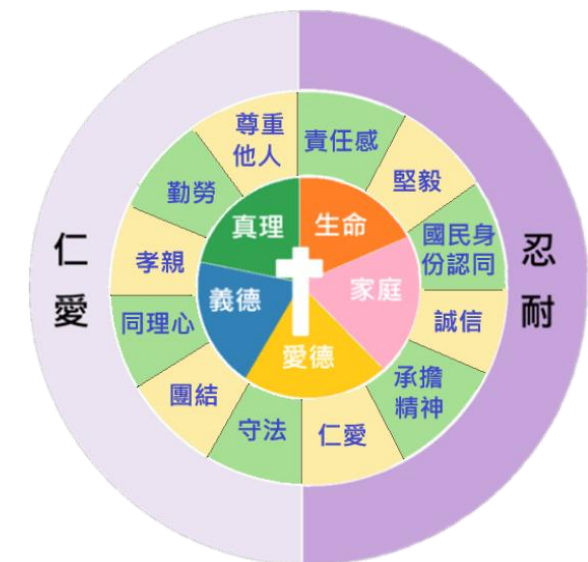 尊重
他人
責任感
堅毅
國民身
份認同
誠信
承擔
精神
仁愛
守法
團結
同理心
孝親
勤勞
真理
生命
家庭
愛德
義德
仁
愛
忍
耐